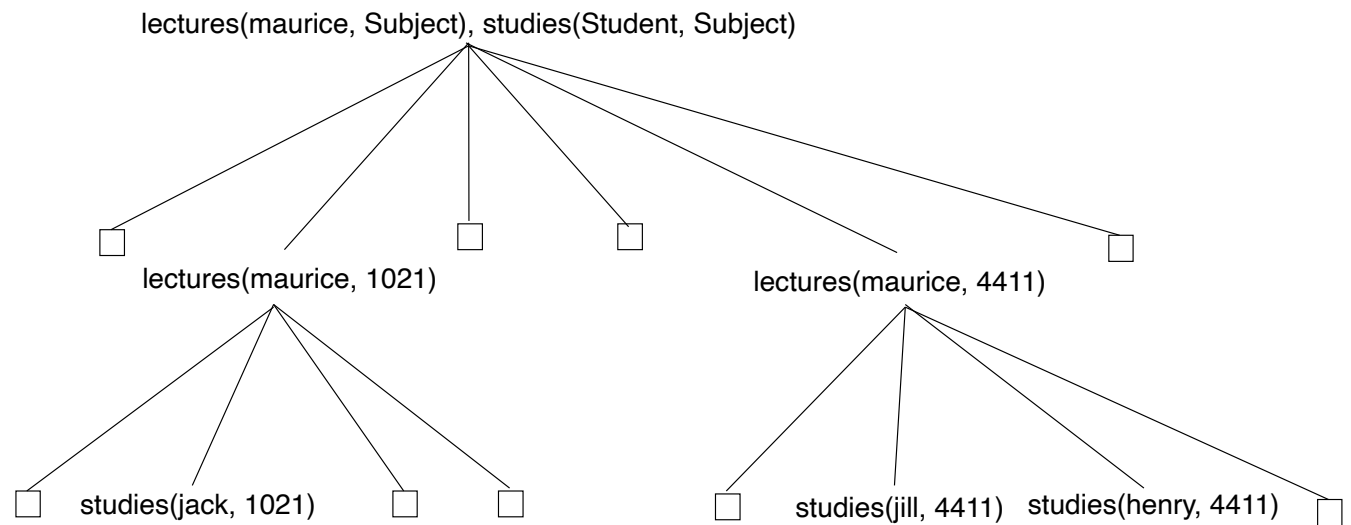 lectures(maurice, Subject), studies(Student, Subject)
lectures(maurice, 1021)
lectures(maurice, 4411)
studies(jack, 1021)
studies(jill, 4411)
studies(henry, 4411)